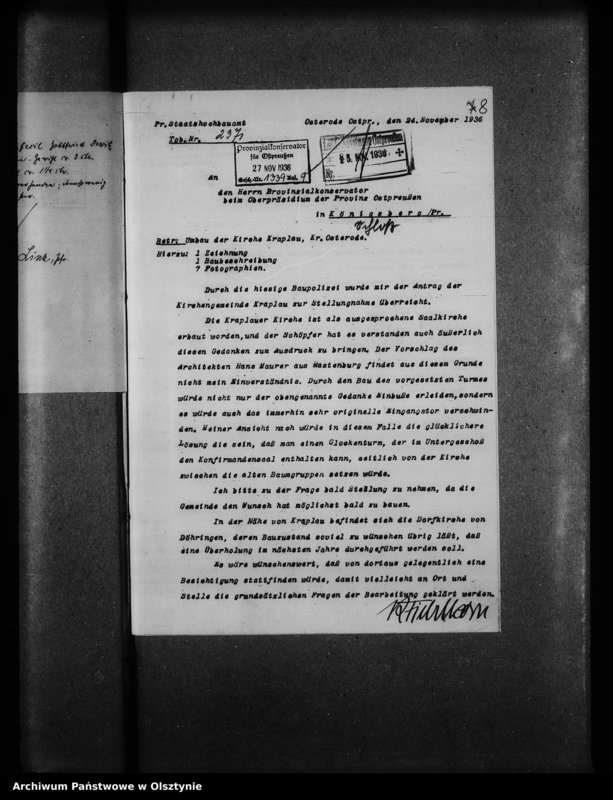 78
Pr. Staatshochbauamt
Osterode Ostpr., den 24. November 1936
Tgb. Nr. 2371
Provinzialkonservator
für Ostpreußen
27 NOV 1936
Gesch.-Nr. 1339
25. NOV. 1936
An
den Herrn Provinzialkonservator
beim Oberpräsidium der Provinz Ostpreußen
in Königsberg/Pr.
Schloß
Betr: Umbau der Kirche Kraplau, Kr. Osterode.
Hierzu: 1 Zeichnung
1 Baubeschreibung
7 Fotographien.
Durch die hiesige Baupolizei wurde mir der Antrag der
Kirchengemeinde Kraplau zur Stellungnahme überreicht.
Die Kraplauer Kirche ist als ausgesprochene Saalkirche
erbaut worden, und der Schöpfer hat es verstanden auch äußerlich
diesen Gedanken zum Ausdruck zu bringen. Der Vorschlag des
Architekten Hans Maurer aus Rastenburg findet aus diesem Grunde
nicht mein Einverständnis. Durch den Bau des vorgesetzten Turmes
würde nicht nur der obengenannte Gedanke Einbuße erleiden, sondern
es würde auch das immerhin sehr originelle Eingangstor verschwin-
den. Meiner Ansicht nach würde in diesem Falle die glücklichere
Lösung die sein, daß man einen Glockenturm, der im Untergeschoß
den Konfirmandensaal enthalten kann, seitlich von der Kirche
zwischen die alten Baumgruppen setzen würde.
Ich bitte zu der Frage bald Stellung zu nehmen, da die
Gemeinde den Wunsch hat möglichst bald zu bauen.
In der Nähe von Kraplau befindet sich die Dorfkirche von
Döhringen, deren Bauzustand soviel zu wünschen übrig läßt, daß
eine Überholung im nächsten Jahre durchgeführt werden soll.
Es wäre wünschenswert, daß von dortaus gelegentlich eine
Besichtigung stattfinden würde, damit vielleicht an Ort und
Stelle die grundsätzlichen Fragen der Bearbeitung geklärt werden.
Archiwum Państwowe w Olsztynie